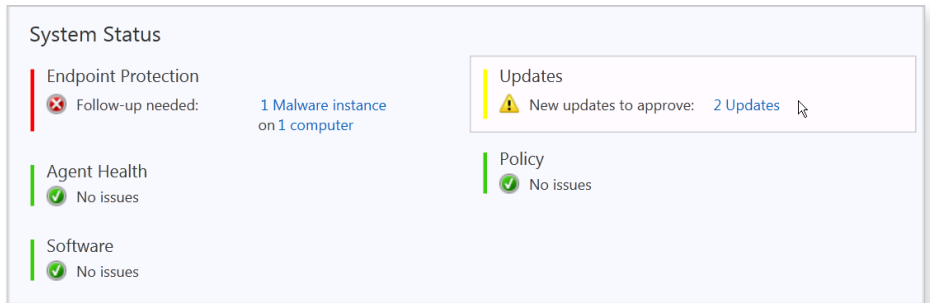 System Status
Endpoint Protection
Follow-up needed: 1 Malware instance
on 1 computer
Updates
New updates to approve: 2 Updates
Agent Health
No issues
Policy
No issues
Software
No issues